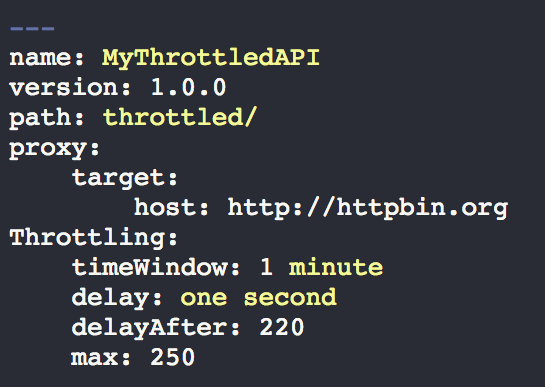 ---
name: MyThrottledAPI
version: 1.0.0
path: throttled/
proxy:
    target:
        host: http://httpbin.org
Throttling:
    timeWindow: 1 minute
    delay: one second
    delayAfter: 220
    max: 250